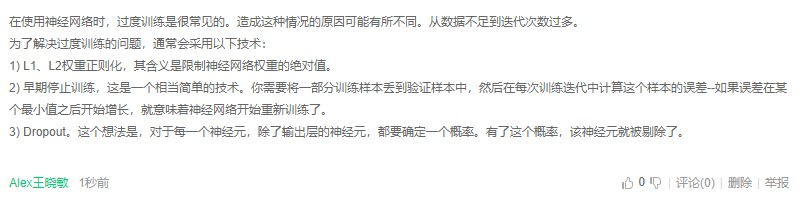 在使用神经网络时，过度训练是很常见的。造成这种情况的原因可能有所不同。从数据不足到迭代次数过多。
为了解决过度训练的问题，通常会采用以下技术：
1) L1、L2权重正则化，其含义是限制神经网络权重的绝对值。
2) 早期停止训练，这是一个相当简单的技术。你需要将一部分训练样本丢到验证样本中，然后在每次训练迭代中计算这个样本的误差--如果误差在某
个最小值之后开始增长，就意味着神经网络开始重新训练了。
3) Dropout。这个想法是，对于每一个神经元，除了输出层的神经元，都要确定一个概率。有了这个概率，该神经元就被剔除了。
Alex王晓敏 1秒前 0 评论(0) | 删除 | 举报